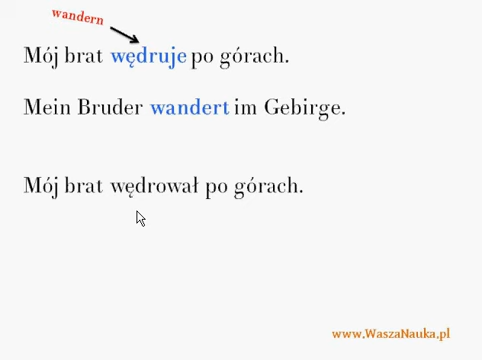 wandern
Mój brat wędruje po górach.
Mein Bruder wandert im Gebirge.
Mój brat wędrował po górach.
www.WaszaNauka.pl